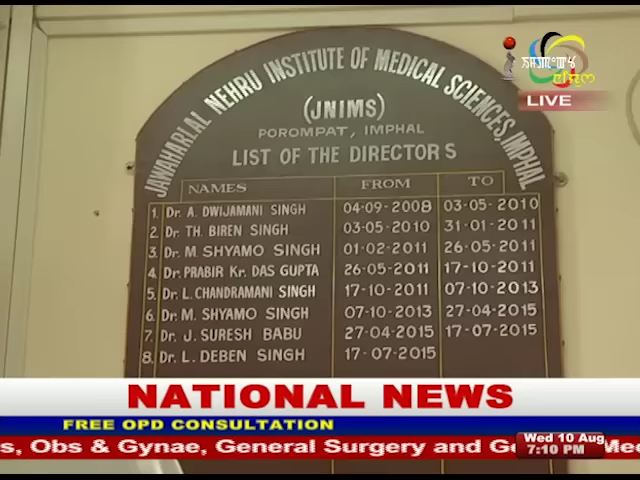 JAWAHARLAL NEHRU INSTITUTE OF MEDICAL SCIENCES, IMPHAL
(JNIMS)
POROMPAT, IMPHAL
LIST OF THE DIRECTORS
NAMES FROM TO
1. Dr. A. DWIJAMANI SINGH 04-09-2008 03-05-2010
2. Dr. TH. BIREN SINGH 03-05-2010 31-01-2011
3. Dr. M. SHYAMO SINGH 01-02-2011 26-05-2011
4. Dr. PRABIR Kr. DAS GUPTA 26-05-2011 17-10-2011
5. Dr. L. CHANDRAMANI SINGH 17-10-2011 07-10-2013
6. Dr. M. SHYAMO SINGH 07-10-2013 27-04-2015
7. Dr. J. SURESH BABU 27-04-2015 17-07-2015
8. Dr. L. DEBEN SINGH 17-07-2015
LIVE
NATIONAL NEWS
FREE OPD CONSULTATION
s, Obs & Gynae, General Surgery and
Wed 10 Aug
7:10 PM